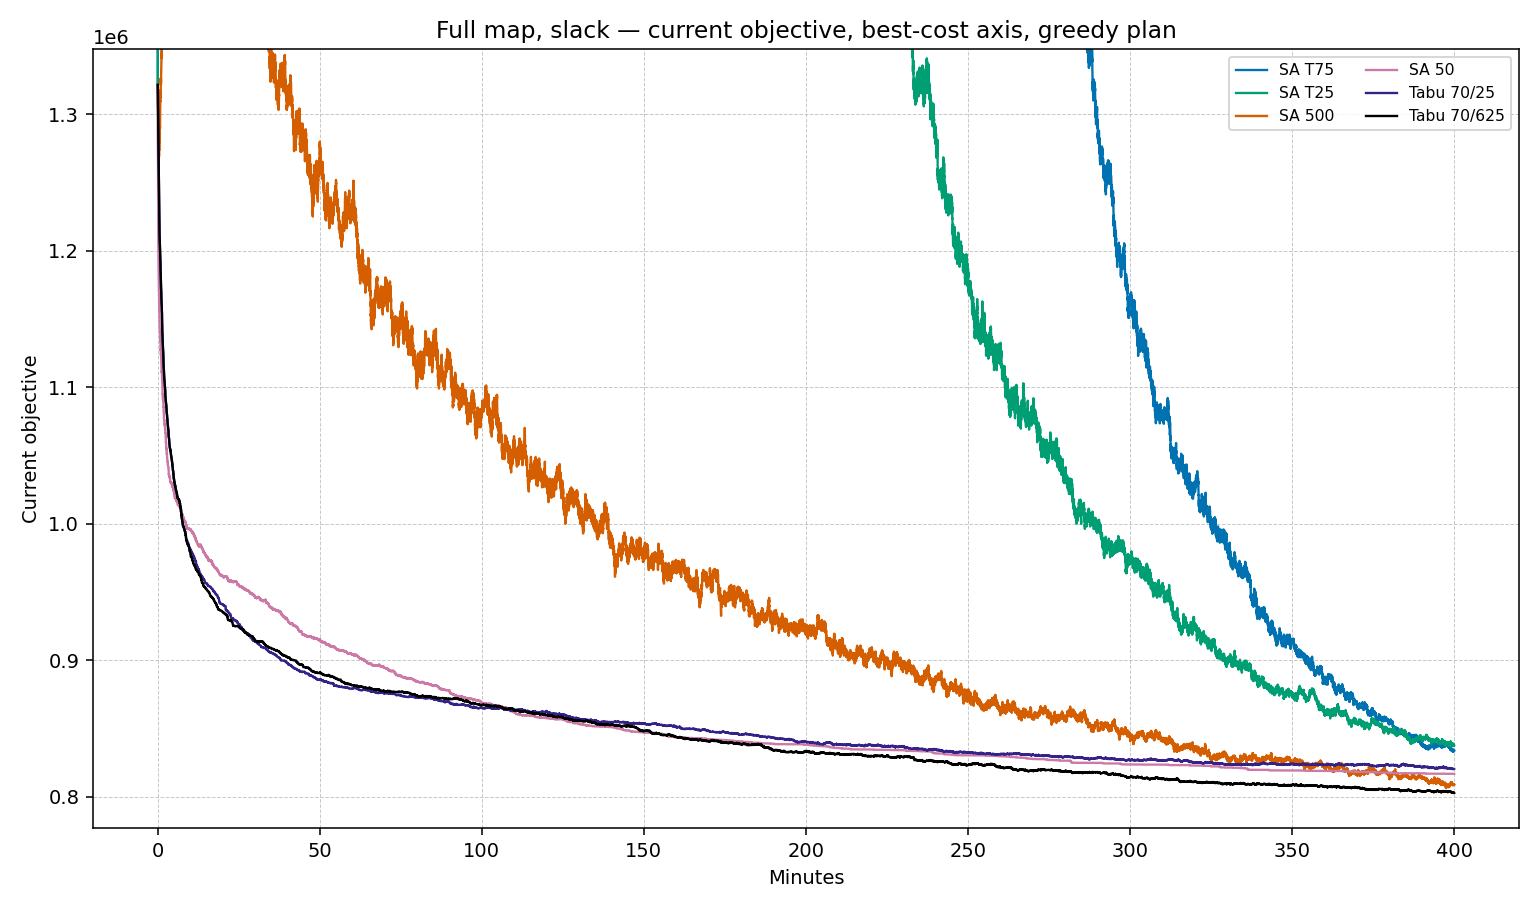 Full map, slack — current objective, best-cost axis, greedy plan
1e6
SA T75
SA T25
SA 500
SA 50
Tabu 70/25
Tabu 70/625
1.3
1.2
1.1
1.0
0.9
0.8
Current objective
0
50
100
150
200
250
300
350
400
Minutes